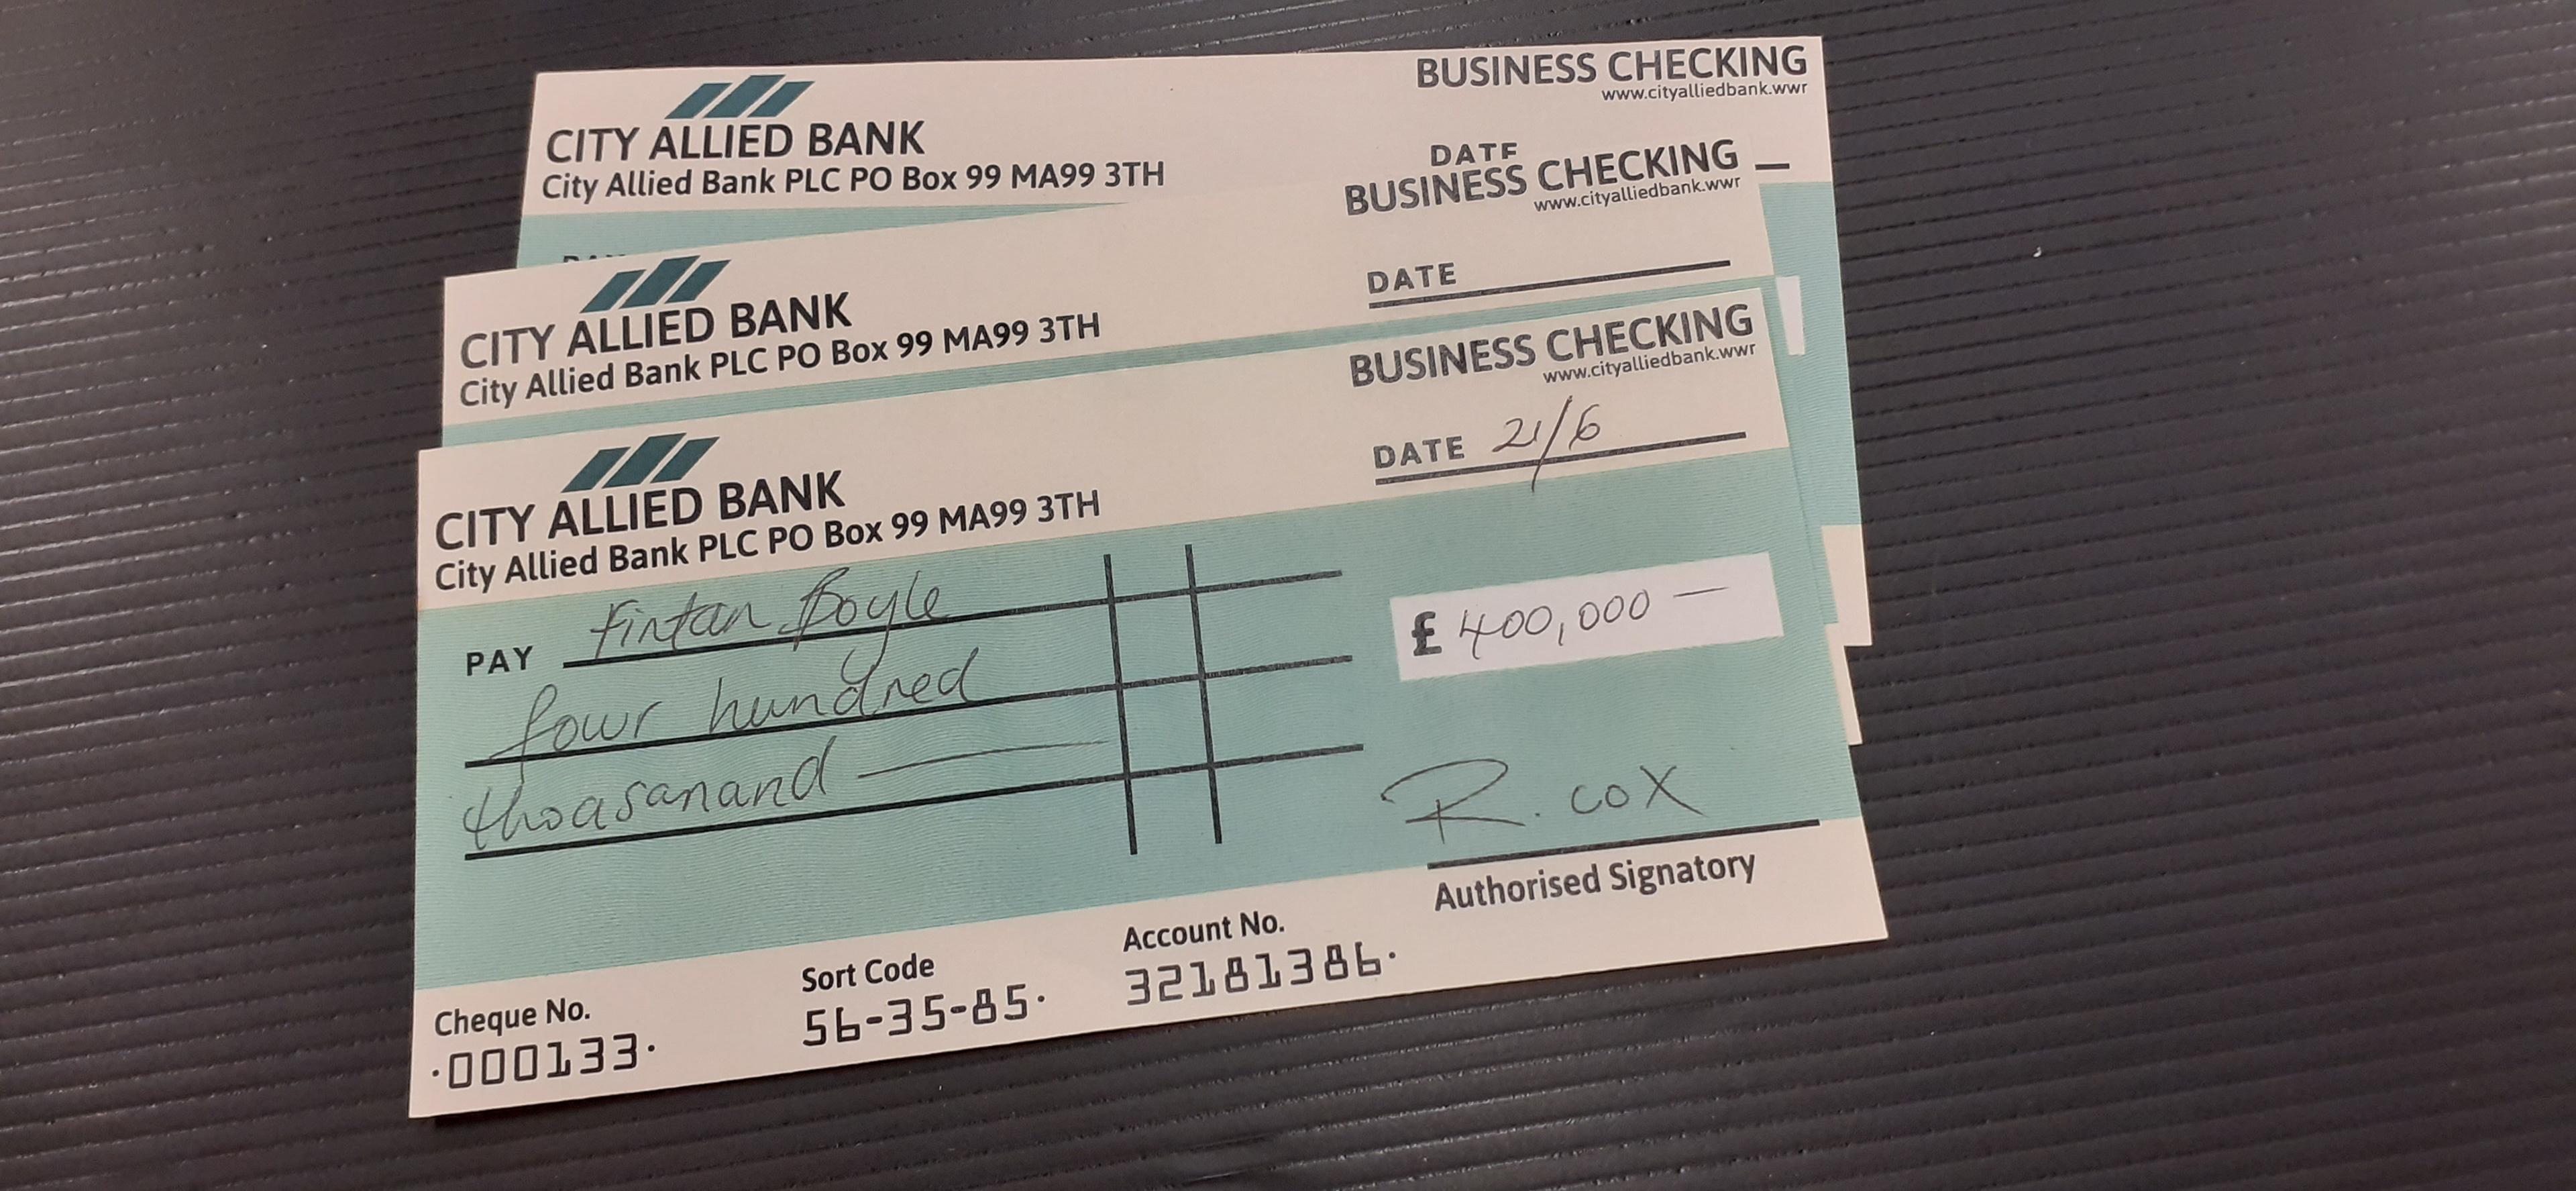 CITY ALLIED BANK
City Allied Bank PLC PO Box 99 MA99 3TH
BUSINESS CHECKING
www.cityalliedbank.wwr
DATE
CITY ALLIED BANK
City Allied Bank PLC PO Box 99 MA99 3TH
BUSINESS CHECKING
www.cityalliedbank.wwr
DATE
CITY ALLIED BANK
City Allied Bank PLC PO Box 99 MA99 3TH
BUSINESS CHECKING
www.cityalliedbank.wwr
DATE 21/6
PAY Fintan Boyle
four hundred
thoasanand
£ 400,000 —
R. cox
Authorised Signatory
Cheque No.
000133
Sort Code
56-35-85
Account No.
32181386